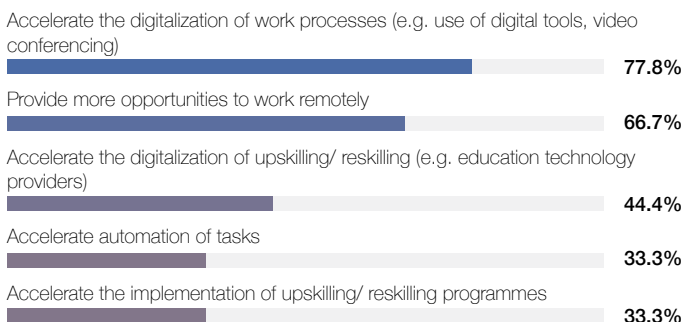 Accelerate the digitalization of work processes (e.g. use of digital tools, video
conferencing)
77.8%
Provide more opportunities to work remotely
66.7%
Accelerate the digitalization of upskilling/ reskilling (e.g. education technology
providers)
44.4%
Accelerate automation of tasks
33.3%
Accelerate the implementation of upskilling/ reskilling programmes
33.3%